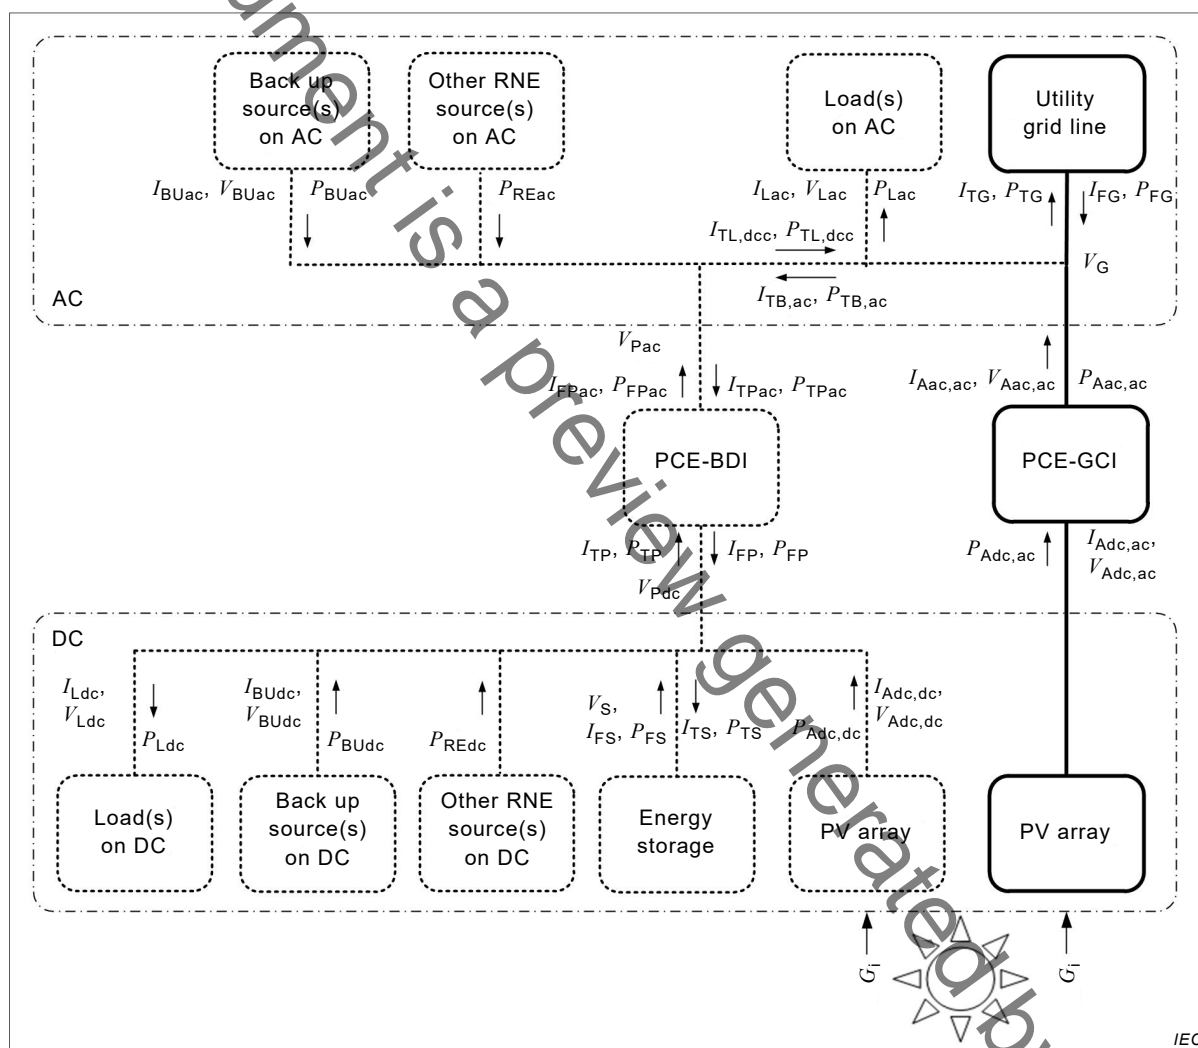 Back up
source(s)
on AC
Other RNE
source(s)
on AC
Load(s)
on AC
Utility
grid line
I_BUac, V_BUac P_BUac
P_REac
I_Lac, V_Lac P_Lac
I_TG, P_TG I_FG, P_FG
I_TL,dcc, P_TL,dcc
V_G
I_TB,ac, P_TB,ac
AC
V_Pac
I_FPac, P_FPac I_TPac, P_TPac
I_Aac,ac, V_Aac,ac P_Aac,ac
PCE-BDI
PCE-GCI
I_TP, P_TP I_FP, P_FP
V_Pdc
P_Adc,ac I_Adc,ac,
V_Adc,ac
DC
I_Ldc,
V_Ldc
P_Ldc
I_BUdc,
V_BUdc
P_BUdc
P_REdc
V_S,
I_FS, P_FS I_TS, P_TS
I_Adc,dc,
V_Adc,dc
P_Adc,dc
Load(s)
on DC
Back up
source(s)
on DC
Other RNE
source(s)
on DC
Energy
storage
PV array
PV array
G_i
G_i
IEC
ument is a preview generated by